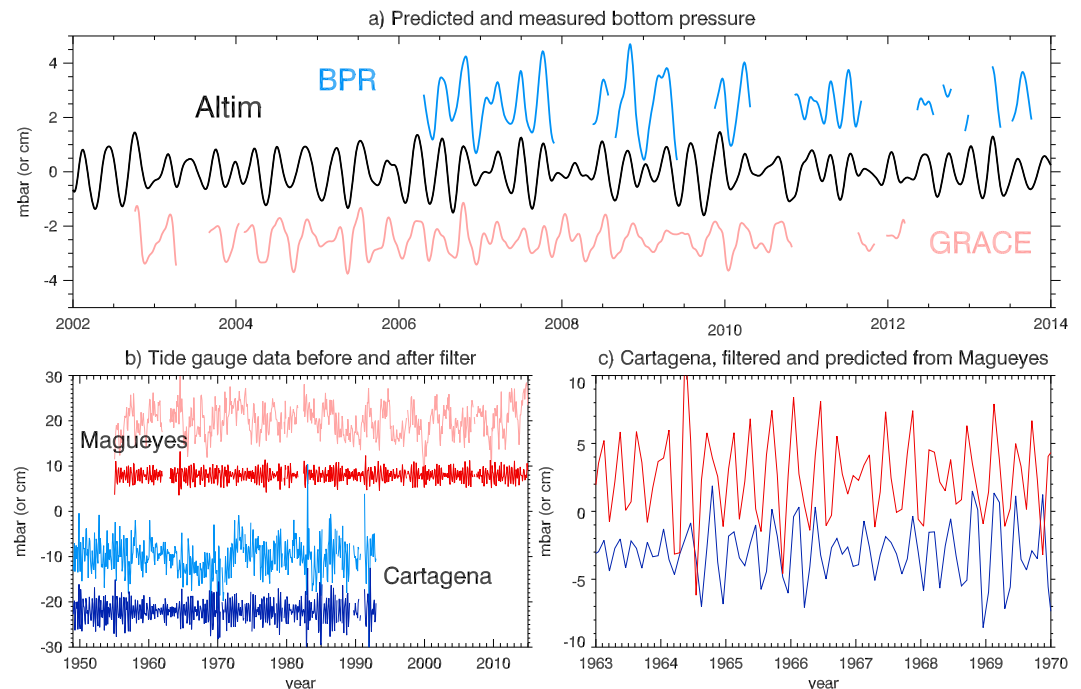 a) Predicted and measured bottom pressure
mbar (or cm)
4
2
0
-2
-4
BPR
Altim
GRACE
2002 2004 2006 2008 2010 2012 2014
b) Tide gauge data before and after filter
mbar (or cm)
30
20
10
0
-10
-20
-30
Magueyes
Cartagena
1950 1960 1970 1980 1990 2000 2010
year
c) Cartagena, filtered and predicted from Magueyes
mbar (or cm)
10
5
0
-5
-10
1963 1964 1965 1966 1967 1968 1969 1970
year